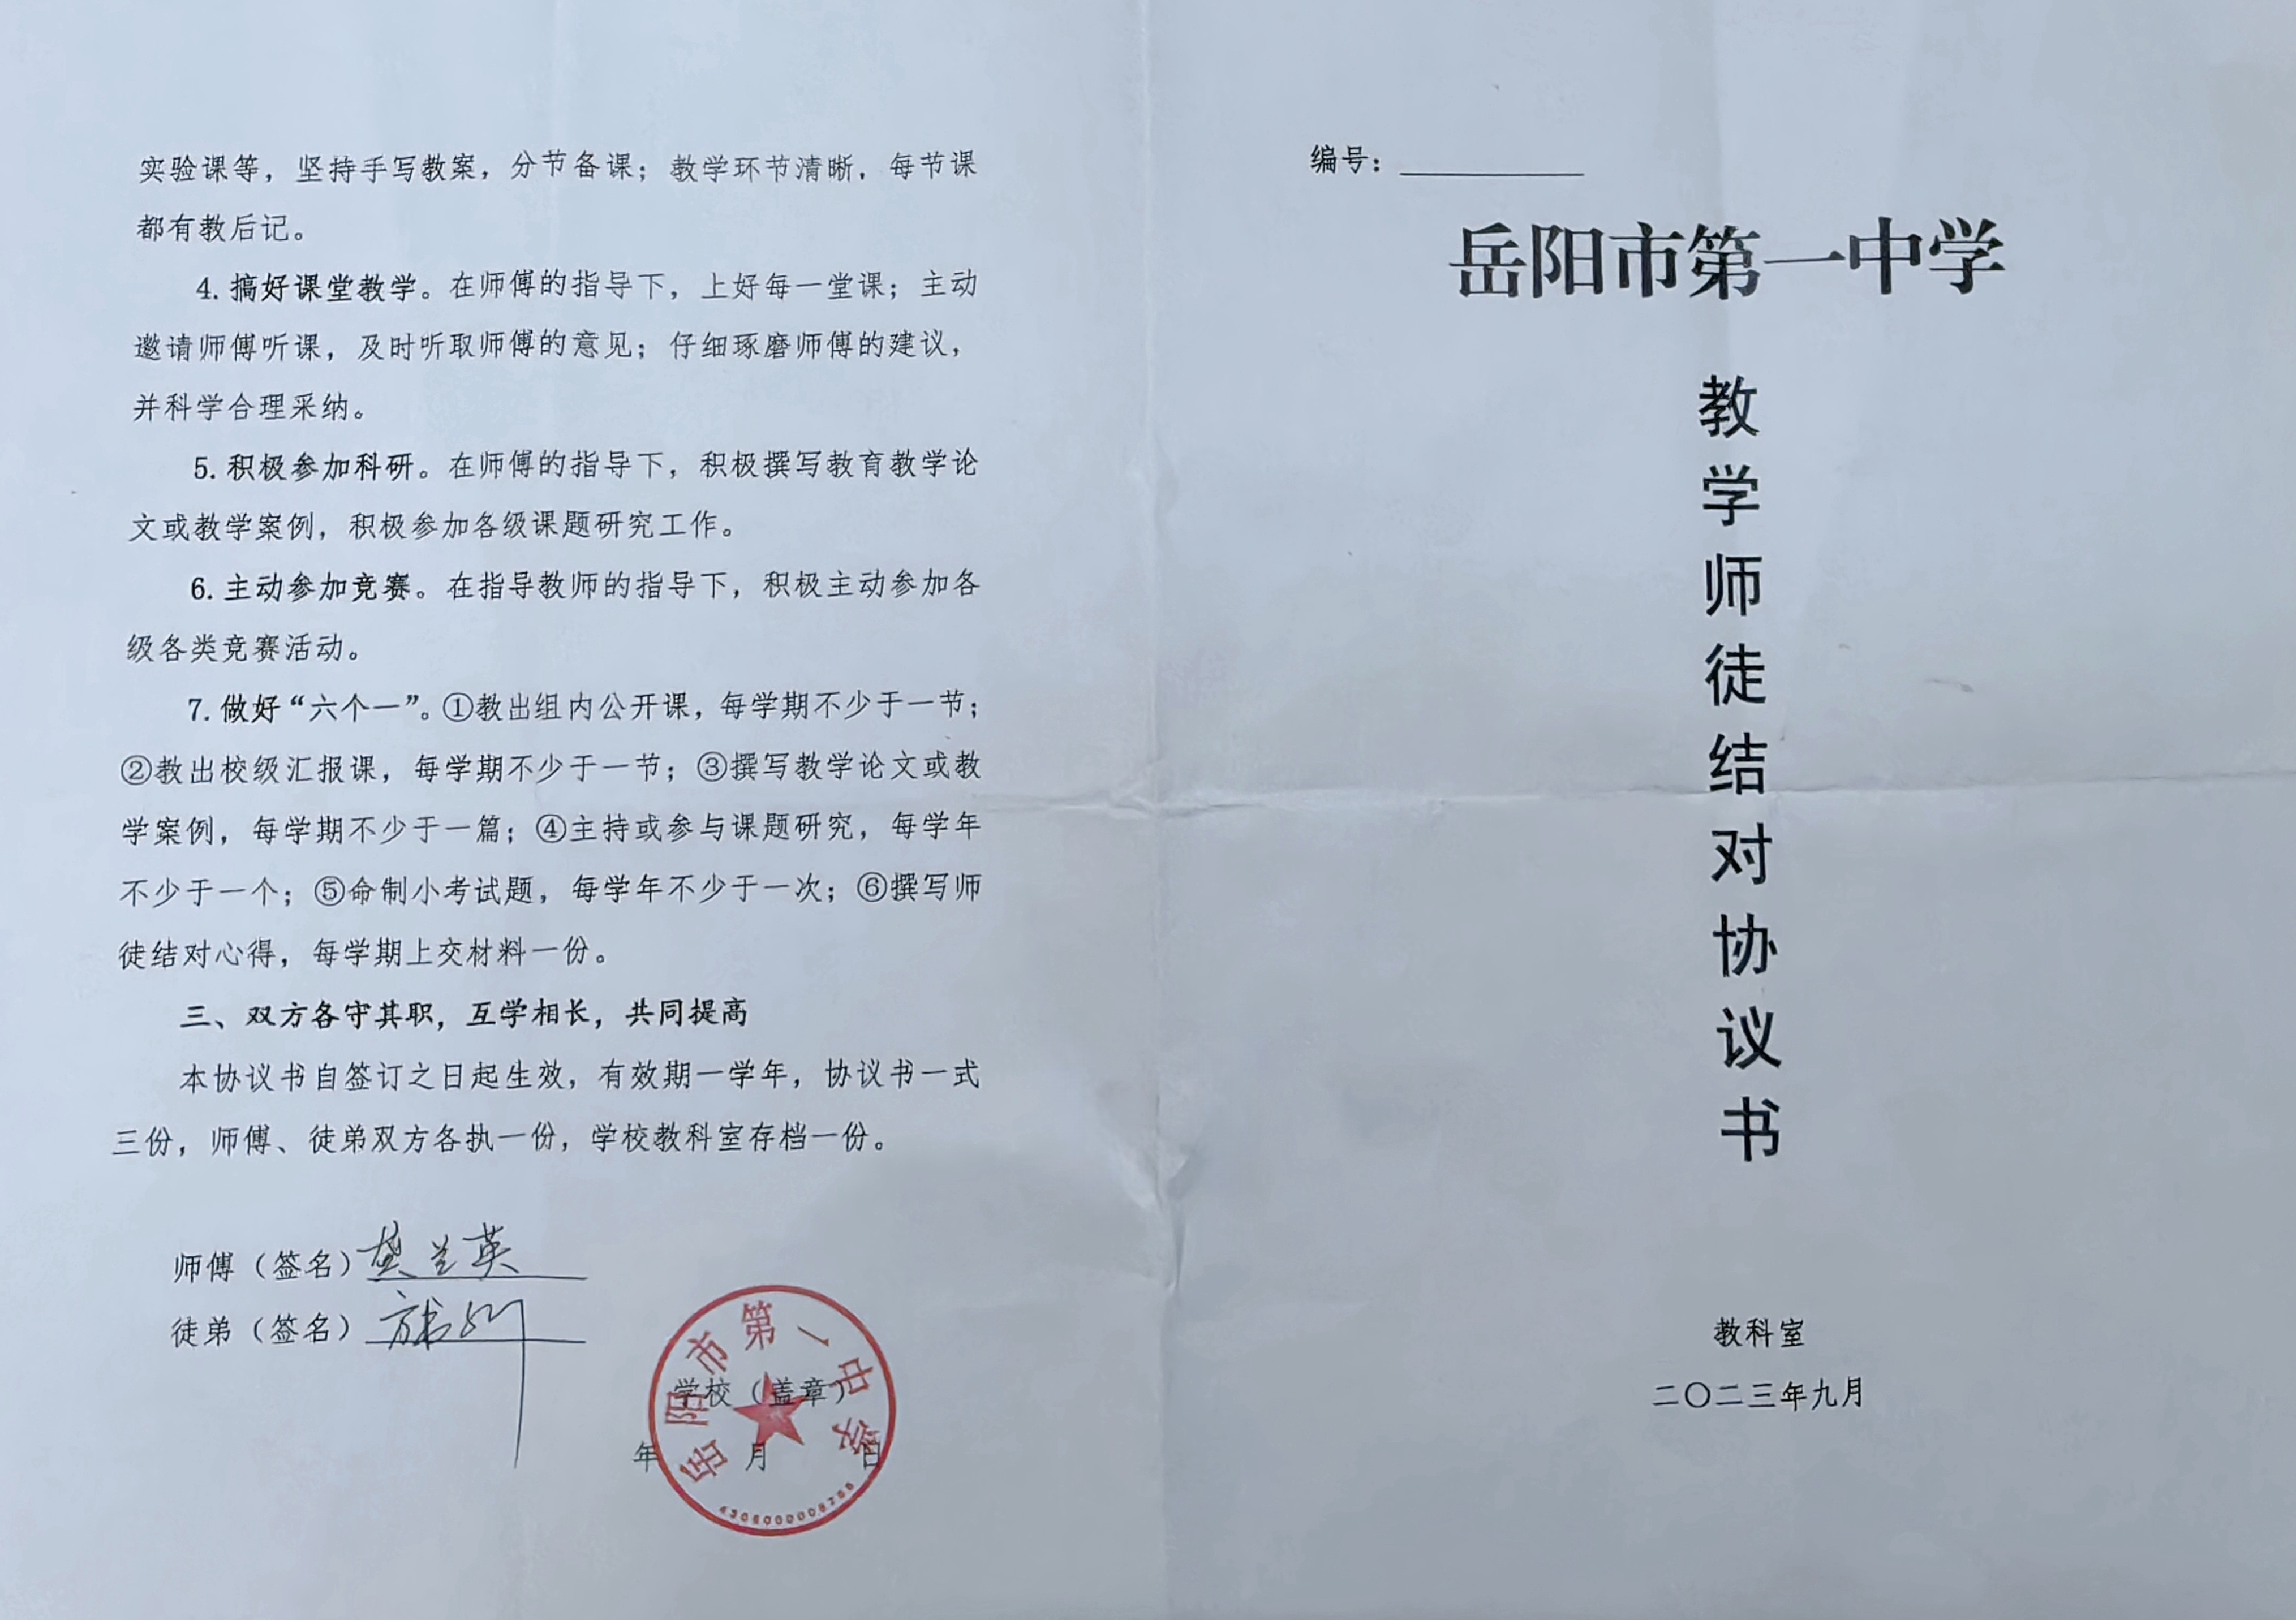 实验课等，坚持手写教案，分节备课；教学环节清晰，每节课
都有教后记。
4.搞好课堂教学。在师傅的指导下，上好每一堂课；主动
邀请师傅听课，及时听取师傅的意见；仔细琢磨师傅的建议，
并科学合理采纳。
5.积极参加科研。在师傅的指导下，积极撰写教育教学论
文或教学案例，积极参加各级课题研究工作。
6.主动参加竞赛。在指导教师的指导下，积极主动参加各
级各类竞赛活动。
7.做好“六个一”。①教出组内公开课，每学期不少于一节；
②教出校级汇报课，每学期不少于一节；③撰写教学论文或教
学案例，每学期不少于一篇；④主持或参与课题研究，每学年
不少于一个；⑤命制小考试题，每学年不少于一次；⑥撰写师
徒结对心得，每学期上交材料一份。
三、双方各守其职，互学相长，共同提高
本协议书自签订之日起生效，有效期一学年，协议书一式
三份，师傅、徒弟双方各执一份，学校教科室存档一份。
师傅（签名）
徒弟（签名）
学校（盖章）
年 月 日
岳阳市第一中学
编号：
岳阳市第一中学
教学师徒结对协议书
教科室
二〇二三年九月